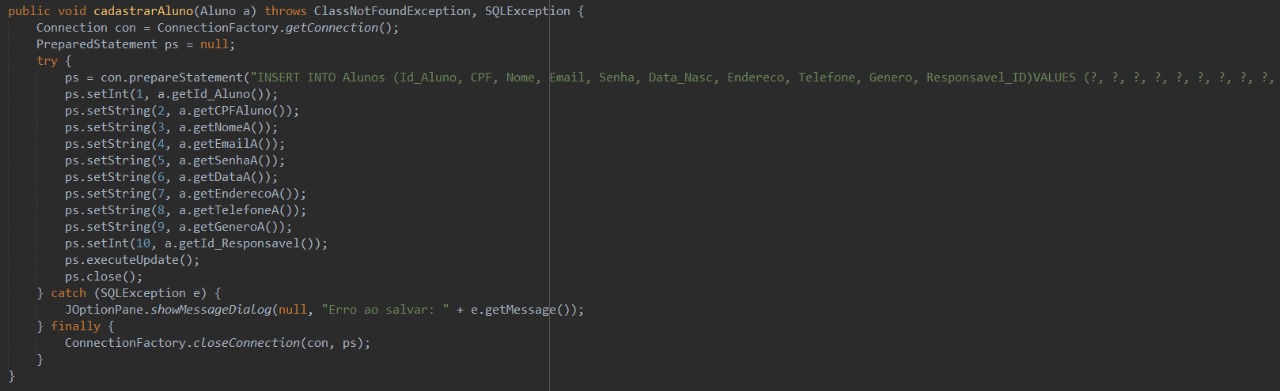 public void cadastrarAluno(Aluno a) throws ClassNotFoundException, SQLException {
Connection con = ConnectionFactory.getConnection();
PreparedStatement ps = null;
try {
ps = con.prepareStatement("INSERT INTO Alunos (Id_Aluno, CPF, Nome, Email, Senha, Data_Nasc, Endereco, Telefone, Genero, Responsavel_ID)VALUES (?, ?, ?, ?, ?, ?, ?, ?, ?,
ps.setInt(1, a.getId_Aluno());
ps.setString(2, a.getCPFAluno());
ps.setString(3, a.getNomeA());
ps.setString(4, a.getEmailA());
ps.setString(5, a.getSenhaA());
ps.setString(6, a.getDataA());
ps.setString(7, a.getEnderecoA());
ps.setString(8, a.getTelefoneA());
ps.setString(9, a.getGeneroA());
ps.setInt(10, a.getId_Responsavel());
ps.executeUpdate();
ps.close();
} catch (SQLException e) {
JOptionPane.showMessageDialog(null, "Erro ao salvar: " + e.getMessage());
} finally {
ConnectionFactory.closeConnection(con, ps);
}
}